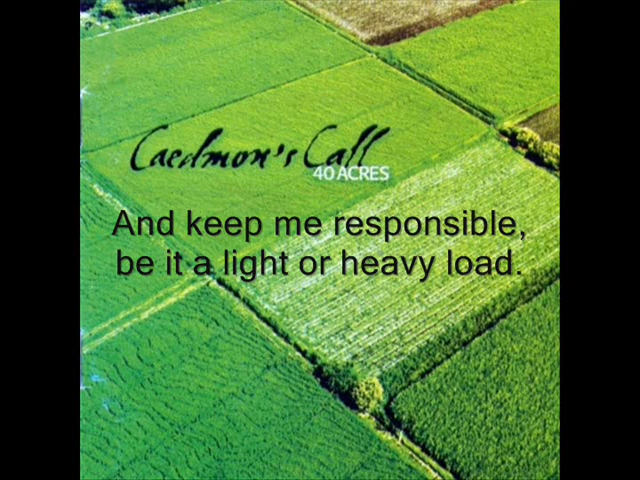 Caedmon's Call
40 ACRES
And keep me responsible,
be it a light or heavy load.